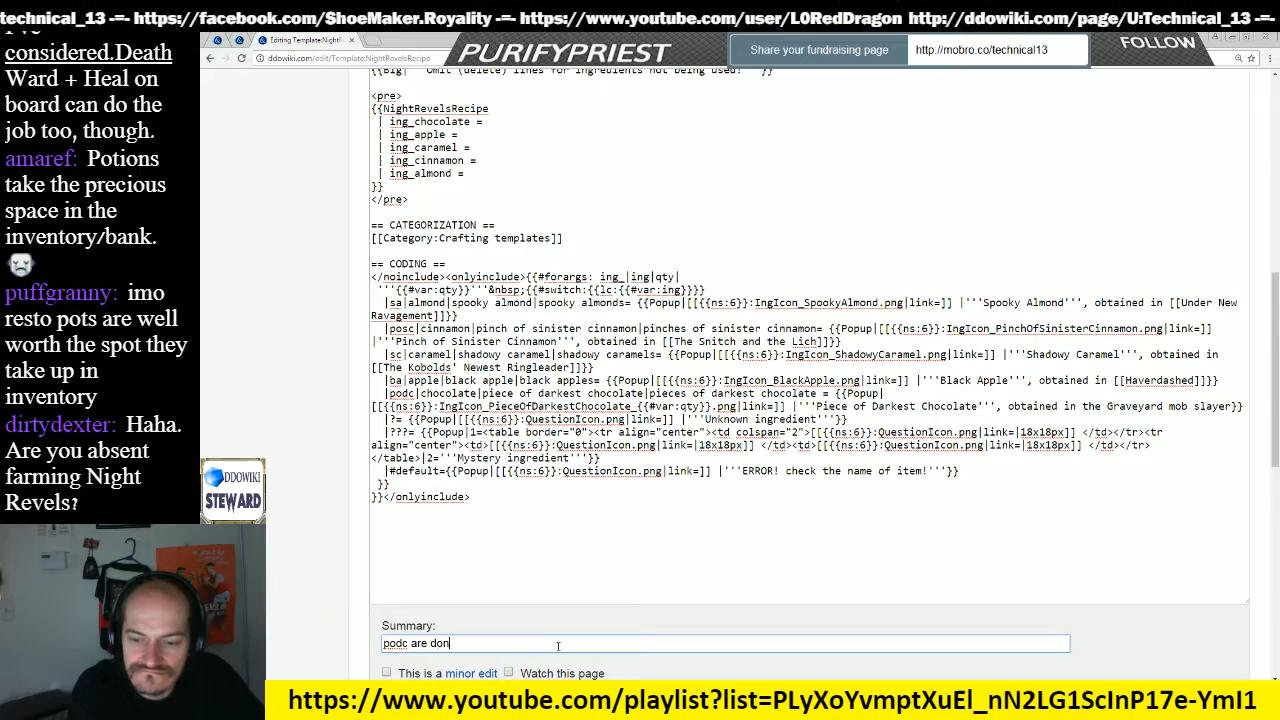 technical_13 -=- https://facebook.com/ShoeMaker.Royality -=- https://www.youtube.com/user/L0RedDragon http://ddowiki.com/page/U:Technical_13 -=-
I've
considered.Death
Ward + Heal on
board can do the
job too, though.
amaref: Potions
take the precious
space in the
inventory/bank.
puffgranny: imo
resto pots are well
worth the spot they
take up in
inventory
dirtydexter: Haha.
Are you absent
farming Night
Revels?
DDOWIKI
STEWARD
Editing Template:NightRevelsRec
ddowiki.com/edit/Template:NightRevelsRecipe
PURIFYPRIEST
Share your fundraising page
http://mobro.co/technical13
FOLLOW
{{Big| '''Omit (delete) lines for ingredients not being used!''' }}
<pre>
{{NightRevelsRecipe
| ing_chocolate =
| ing_apple =
| ing_caramel =
| ing_cinnamon =
| ing_almond =
}}
</pre>
== CATEGORIZATION ==
[[Category:Crafting templates]]
== CODING ==
</noinclude><onlyinclude>{{#forargs: ing_|ing|qty|
'''{{#var:qty}}'''&nbsp;{{#switch:{{lc:{{#var:ing}}}}
|sa|almond|spooky almond|spooky almonds= {{Popup|[[{{ns:6}}:IngIcon_SpookyAlmond.png|link=]] |'''Spooky Almond''', obtained in [[Under New
Ravagement]]}}
|posc|cinnamon|pinch of sinister cinnamon|pinches of sinister cinnamon= {{Popup|[[{{ns:6}}:IngIcon_PinchOfSinisterCinnamon.png|link=]]
|'''Pinch of Sinister Cinnamon''', obtained in [[The Snitch and the Lich]]}}
|sc|caramel|shadowy caramel|shadowy caramels= {{Popup|[[{{ns:6}}:IngIcon_ShadowyCaramel.png|link=]] |'''Shadowy Caramel''', obtained in
[[The Kobolds' Newest Ringleader]]}}
|ba|apple|black apple|black apples= {{Popup|[[{{ns:6}}:IngIcon_BlackApple.png|link=]] |'''Black Apple''', obtained in [[Haverdashed]]}}
|podc|chocolate|piece of darkest chocolate|pieces of darkest chocolate = {{Popup|
[[{{ns:6}}:IngIcon_PieceOfDarkestChocolate_{{#var:qty}}.png|link=]] |'''Piece of Darkest Chocolate''', obtained in the Graveyard mob slayer}}
|?= {{Popup|[[{{ns:6}}:QuestionIcon.png|link=]] |'''Unknown ingredient'''}}
|???= {{Popup|1=<table border="0"><tr align="center"><td colspan="2">[[{{ns:6}}:QuestionIcon.png|link=|18x18px]] </td></tr><tr
align="center"><td>[[{{ns:6}}:QuestionIcon.png|link=|18x18px]] </td><td>[[{{ns:6}}:QuestionIcon.png|link=|18x18px]] </td></tr>
</table>|2='''Mystery ingredient'''}}
|#default={{Popup|[[{{ns:6}}:QuestionIcon.png|link=]] |'''ERROR! check the name of item!'''}}
}}
}}</onlyinclude>
Summary:
podc are don
This is a minor edit Watch this page
https://www.youtube.com/playlist?list=PLyXoYvmptXuEl_nN2LG1ScInP17e-YmI1